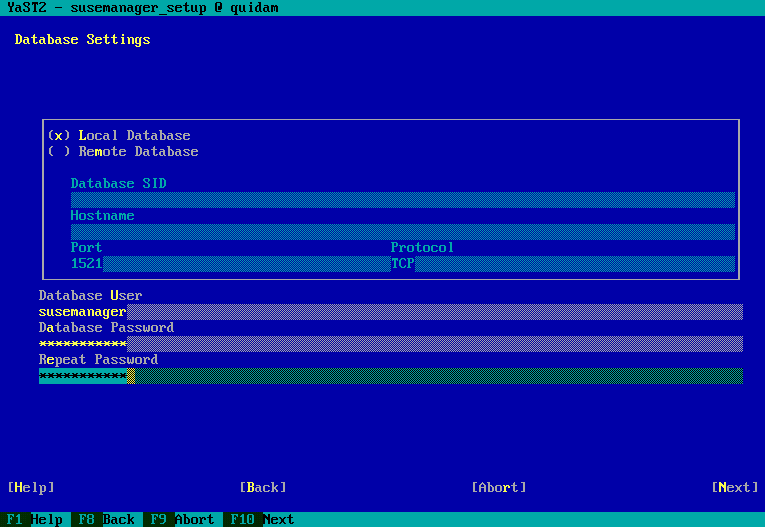 YaST2 - susemanager_setup @ quidam
Database Settings
(x) Local Database
( ) Remote Database
Database SID
Hostname
Port Protocol
1521 TCP
Database User
susemanager
Database Password
***********
Repeat Password
***********
[Help] [Back] [Abort] [Next]
F1 Help F8 Back F9 Abort F10 Next